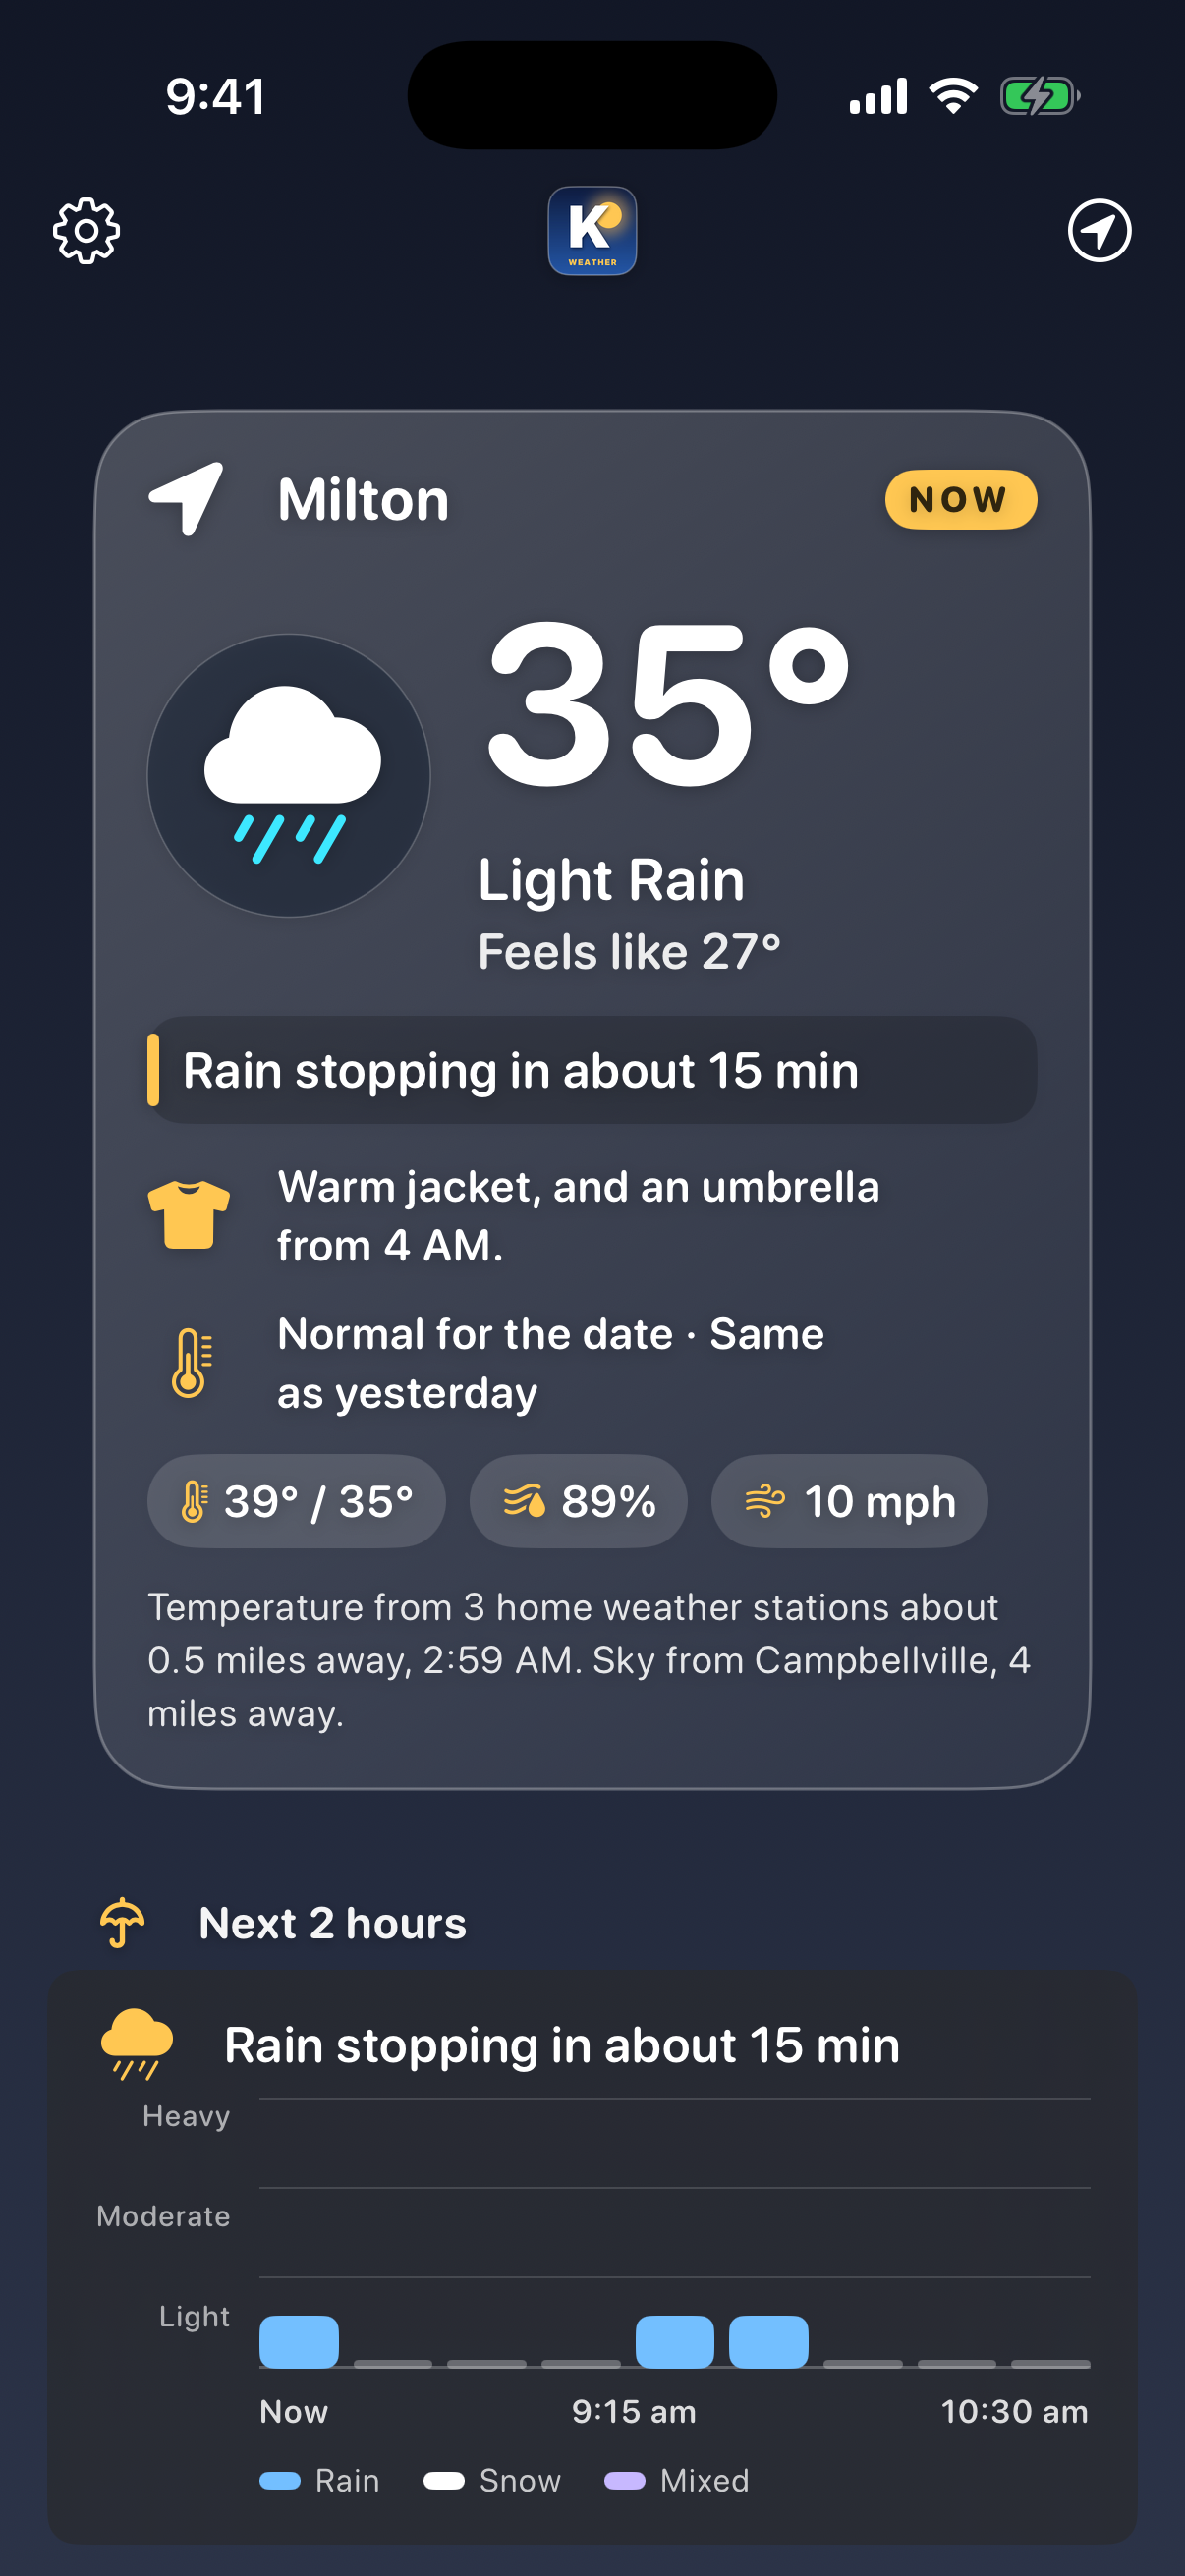 9:41
K
WEATHER
Milton
NOW
35°
Light Rain
Feels like 27°
Rain stopping in about 15 min
Warm jacket, and an umbrella
from 4 AM.
Normal for the date · Same
as yesterday
39° / 35°
89%
10 mph
Temperature from 3 home weather stations about
0.5 miles away, 2:59 AM. Sky from Campbellville, 4
miles away.
Next 2 hours
Rain stopping in about 15 min
Heavy
Moderate
Light
Now 9:15 am 10:30 am
Rain Snow Mixed